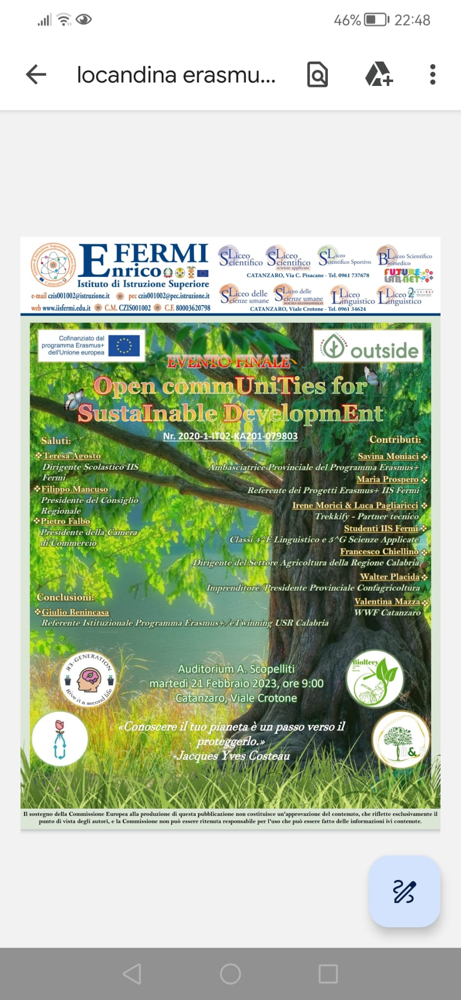 46% 22:48
locandina erasmu...
Istituto di Istruzione Superiore "Enrico Fermi"
Catanzaro
E FERMI
nrico
Istituto di Istruzione Superiore
e-mail czis001002@istruzione.it pec czis001002@pec.istruzione.it
web www.iisfermi.edu.it C.M. CZIS001002 C.F. 80003620798
Liceo Scientifico
Liceo Scientifico scienze applicate
Liceo Scientifico Sportivo
Liceo Scientifico Biomedico
CATANZARO, Via C. Pisacane - Tel. 0961 737678
FUTURE LAB NET
Liceo delle Scienze umane
Liceo delle Scienze umane socio-economico
Liceo Linguistico
Liceo Linguistico
CATANZARO, Viale Crotone - Tel. 0961 34624
Cofinanziato dal
programma Erasmus+
dell'Unione europea
outside
EVENTO FINALE
Open commUniTies for
SustaInable DevelopmEnt
Nr. 2020-1-IT02-KA201-079803
Saluti:
❖Teresa Agosto
Dirigente Scolastico IIS
Fermi
❖Filippo Mancuso
Presidente del Consiglio
Regionale
❖Pietro Falbo
Presidente della Camera
di Commercio
Contributi:
Savina Moniaci❖
Ambasciatrice Provinciale del Programma Erasmus+
Maria Prospero❖
Referente dei Progetti Erasmus+ IIS Fermi
Irene Morici & Luca Pagliaricci❖
Trekkify - Partner tecnico
Studenti IIS Fermi❖
Classi 4^E Linguistico e 5^G Scienze Applicate
Francesco Chiellino❖
Dirigente del Settore Agricoltura della Regione Calabria
Walter Placida❖
Imprenditore/Presidente Provinciale Confagricoltura
Valentina Mazza❖
WWF Catanzaro
Conclusioni:
❖Giulio Benincasa
Referente Istituzionale Programma Erasmus+/eTwinning USR Calabria
RE-GENERATION
give it a second life
BioRecy
Auditorium A. Scopelliti
martedì 21 Febbraio 2023, ore 9:00
Catanzaro, Viale Crotone
B&B
«Conoscere il tuo pianeta è un passo verso il
proteggerlo.»
-Jacques Yves Costeau
Il sostegno della Commissione Europea alla produzione di questa pubblicazione non costituisce un'approvazione del contenuto, che riflette esclusivamente il
punto di vista degli autori, e la Commissione non può essere ritenuta responsabile per l'uso che può essere fatto delle informazioni ivi contenute.